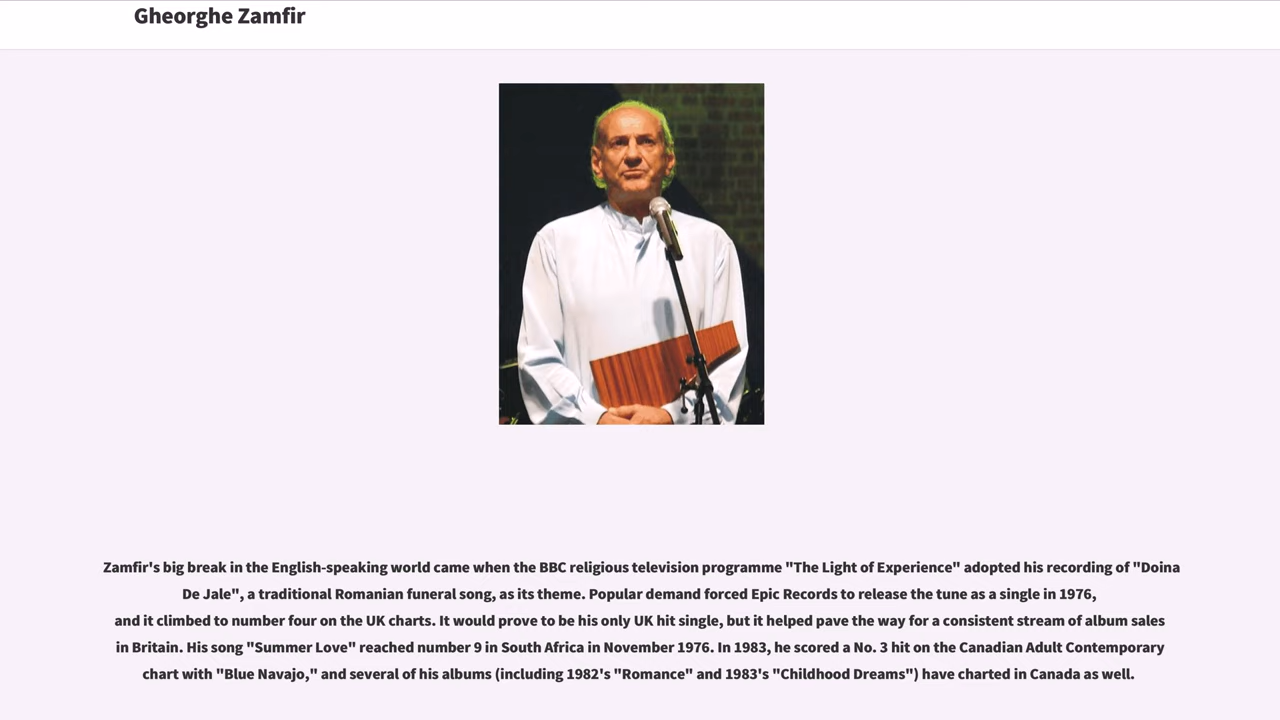 Gheorghe Zamfir
Zamfir's big break in the English-speaking world came when the BBC religious television programme "The Light of Experience" adopted his recording of "Doina
De Jale", a traditional Romanian funeral song, as its theme. Popular demand forced Epic Records to release the tune as a single in 1976,
and it climbed to number four on the UK charts. It would prove to be his only UK hit single, but it helped pave the way for a consistent stream of album sales
in Britain. His song "Summer Love" reached number 9 in South Africa in November 1976. In 1983, he scored a No. 3 hit on the Canadian Adult Contemporary
chart with "Blue Navajo," and several of his albums (including 1982's "Romance" and 1983's "Childhood Dreams") have charted in Canada as well.